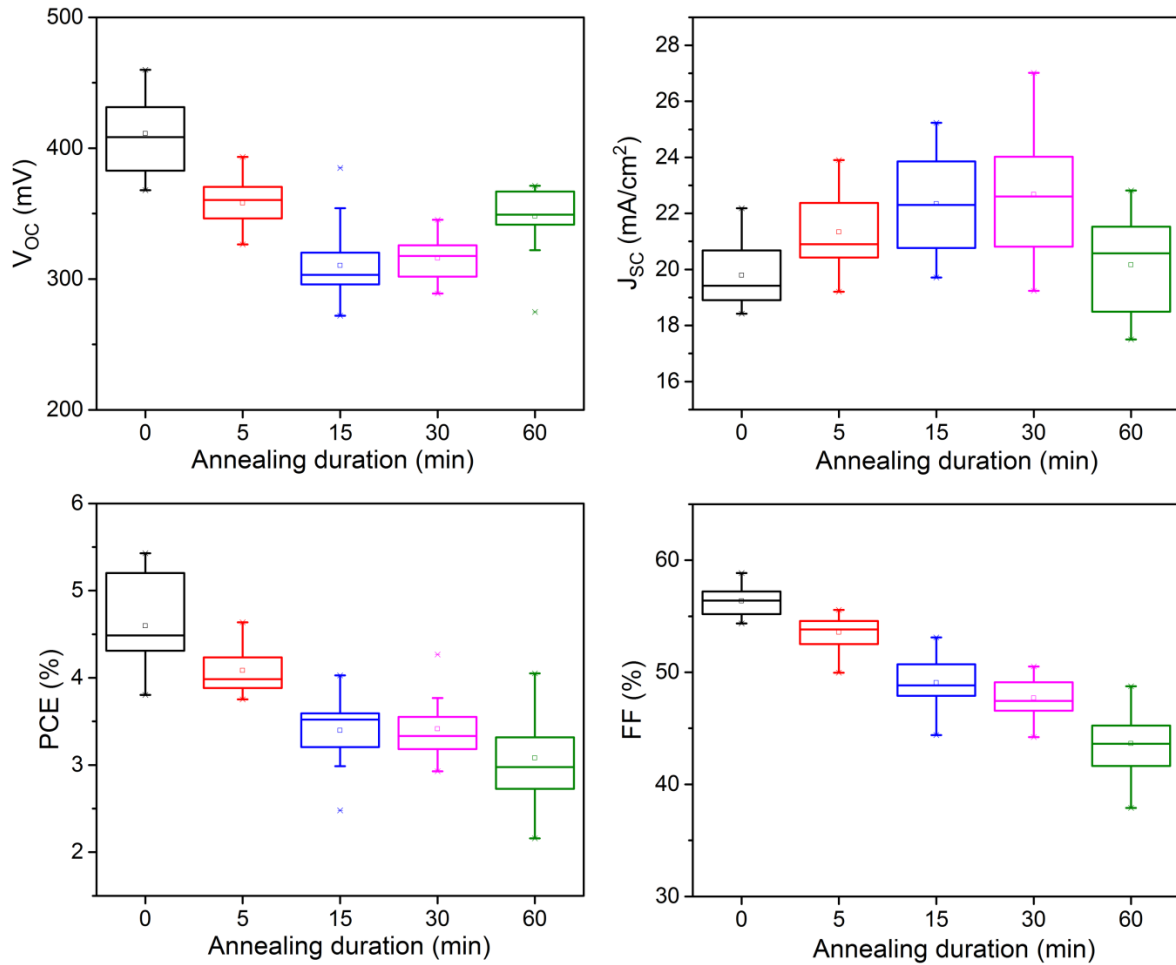 500
400
300
200
V_OC (mV)
0 5 15 30 60
Annealing duration (min)
28
26
24
22
20
18
16
J_SC (mA/cm²)
0 5 15 30 60
Annealing duration (min)
6
5
4
3
2
PCE (%)
0 5 15 30 60
Annealing duration (min)
60
50
40
30
FF (%)
0 5 15 30 60
Annealing duration (min)